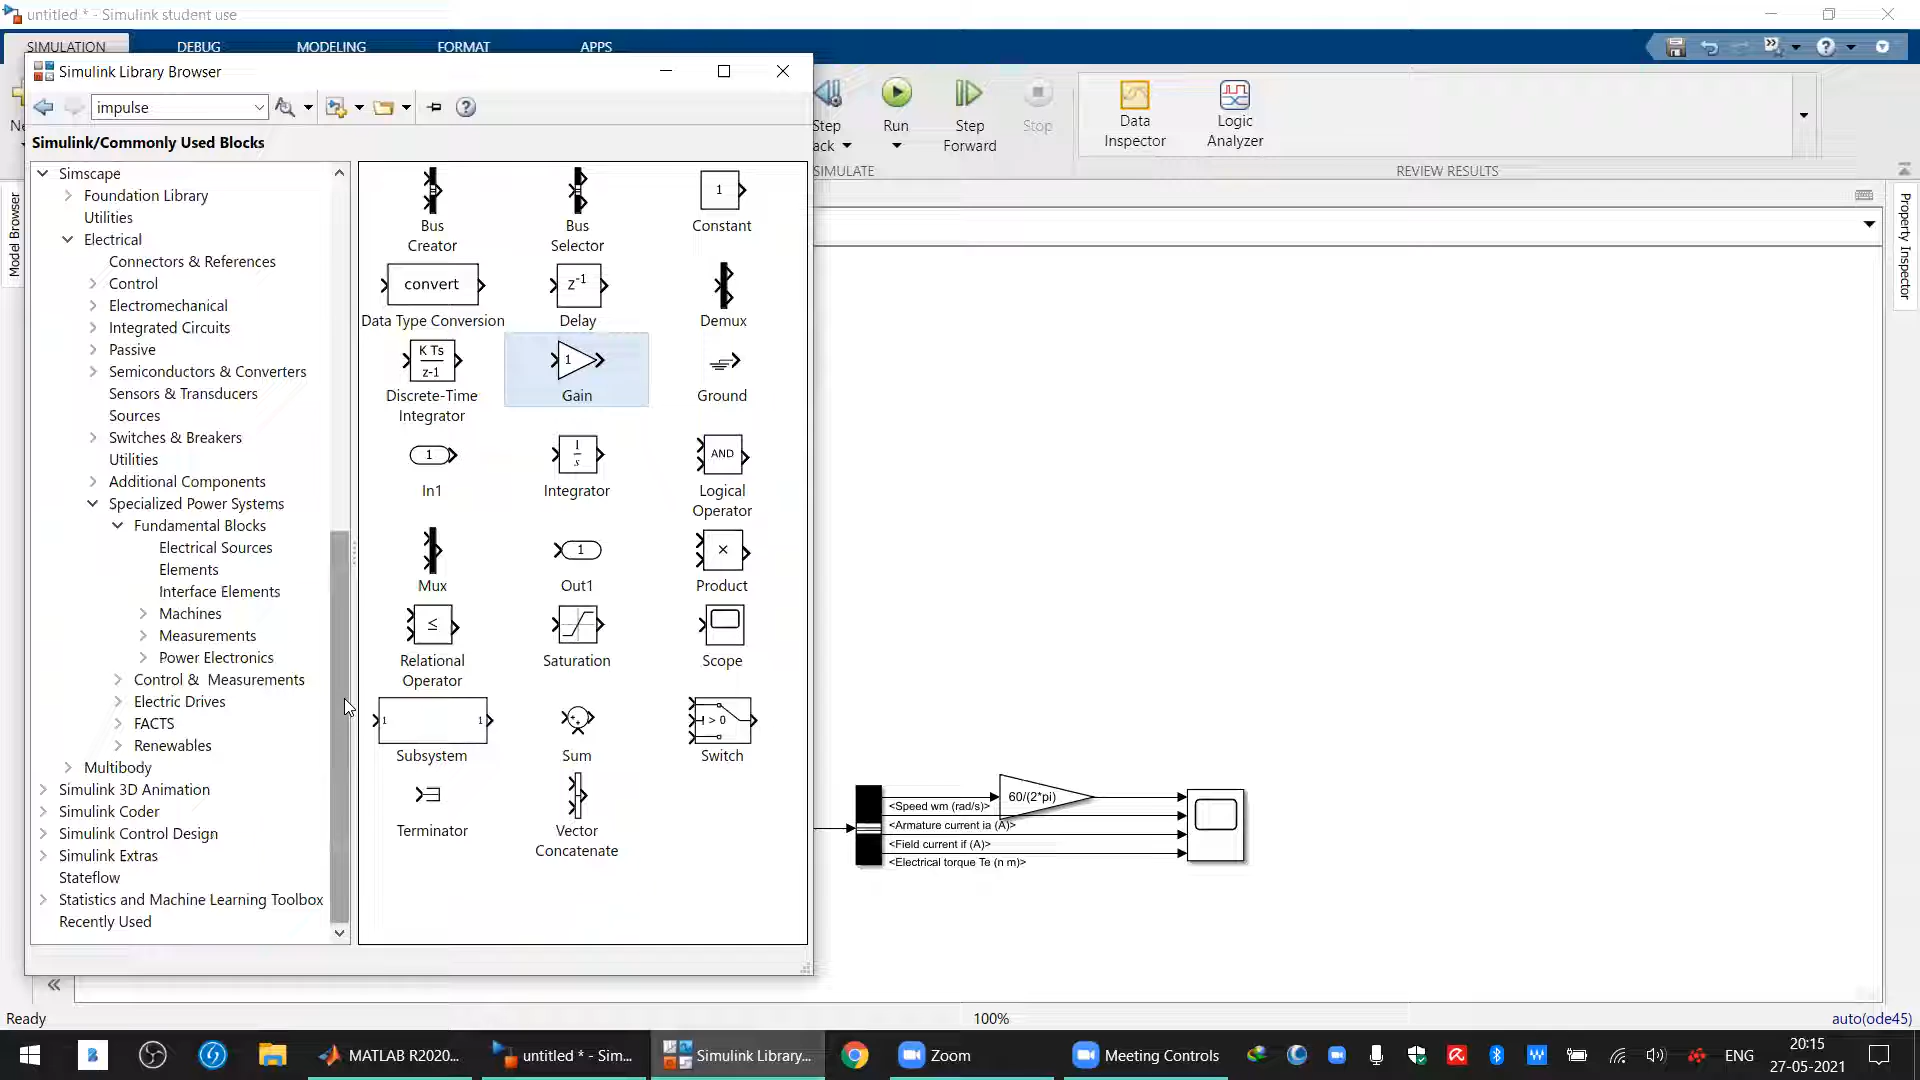 untitled * - Simulink student use
SIMULATION
DEBUG
MODELING
FORMAT
APPS
Simulink Library Browser
impulse
Step
Run
Step
Forward
Stop
Data
Inspector
Logic
Analyzer
REVIEW RESULTS
Simulink/Commonly Used Blocks
Simscape
Foundation Library
Utilities
Electrical
Connectors & References
Control
Electromechanical
Integrated Circuits
Passive
Semiconductors & Converters
Sensors & Transducers
Sources
Switches & Breakers
Utilities
Additional Components
Specialized Power Systems
Fundamental Blocks
Electrical Sources
Elements
Interface Elements
Machines
Measurements
Power Electronics
Control & Measurements
Electric Drives
FACTS
Renewables
Multibody
Simulink 3D Animation
Simulink Coder
Simulink Control Design
Simulink Extras
Stateflow
Statistics and Machine Learning Toolbox
Recently Used
Bus
Creator
Bus
Selector
1
Constant
convert
Data Type Conversion
z-1
Delay
Demux
K Ts
z-1
Discrete-Time
Integrator
1
Gain
Ground
1
In1
1
s
Integrator
AND
Logical
Operator
Mux
1
Out1
×
Product
≤
Relational
Operator
Saturation
Scope
1 1
Subsystem
Sum
> 0
Switch
Terminator
Vector
Concatenate
Model Browser
Property Inspector
60/(2*pi)
<Speed wm (rad/s)>
<Armature current ia (A)>
<Field current if (A)>
<Electrical torque Te (n m)>
Ready
100%
auto(ode45)
MATLAB R2020...
untitled * - Sim...
Simulink Library...
Zoom
Meeting Controls
ENG
20:15
27-05-2021